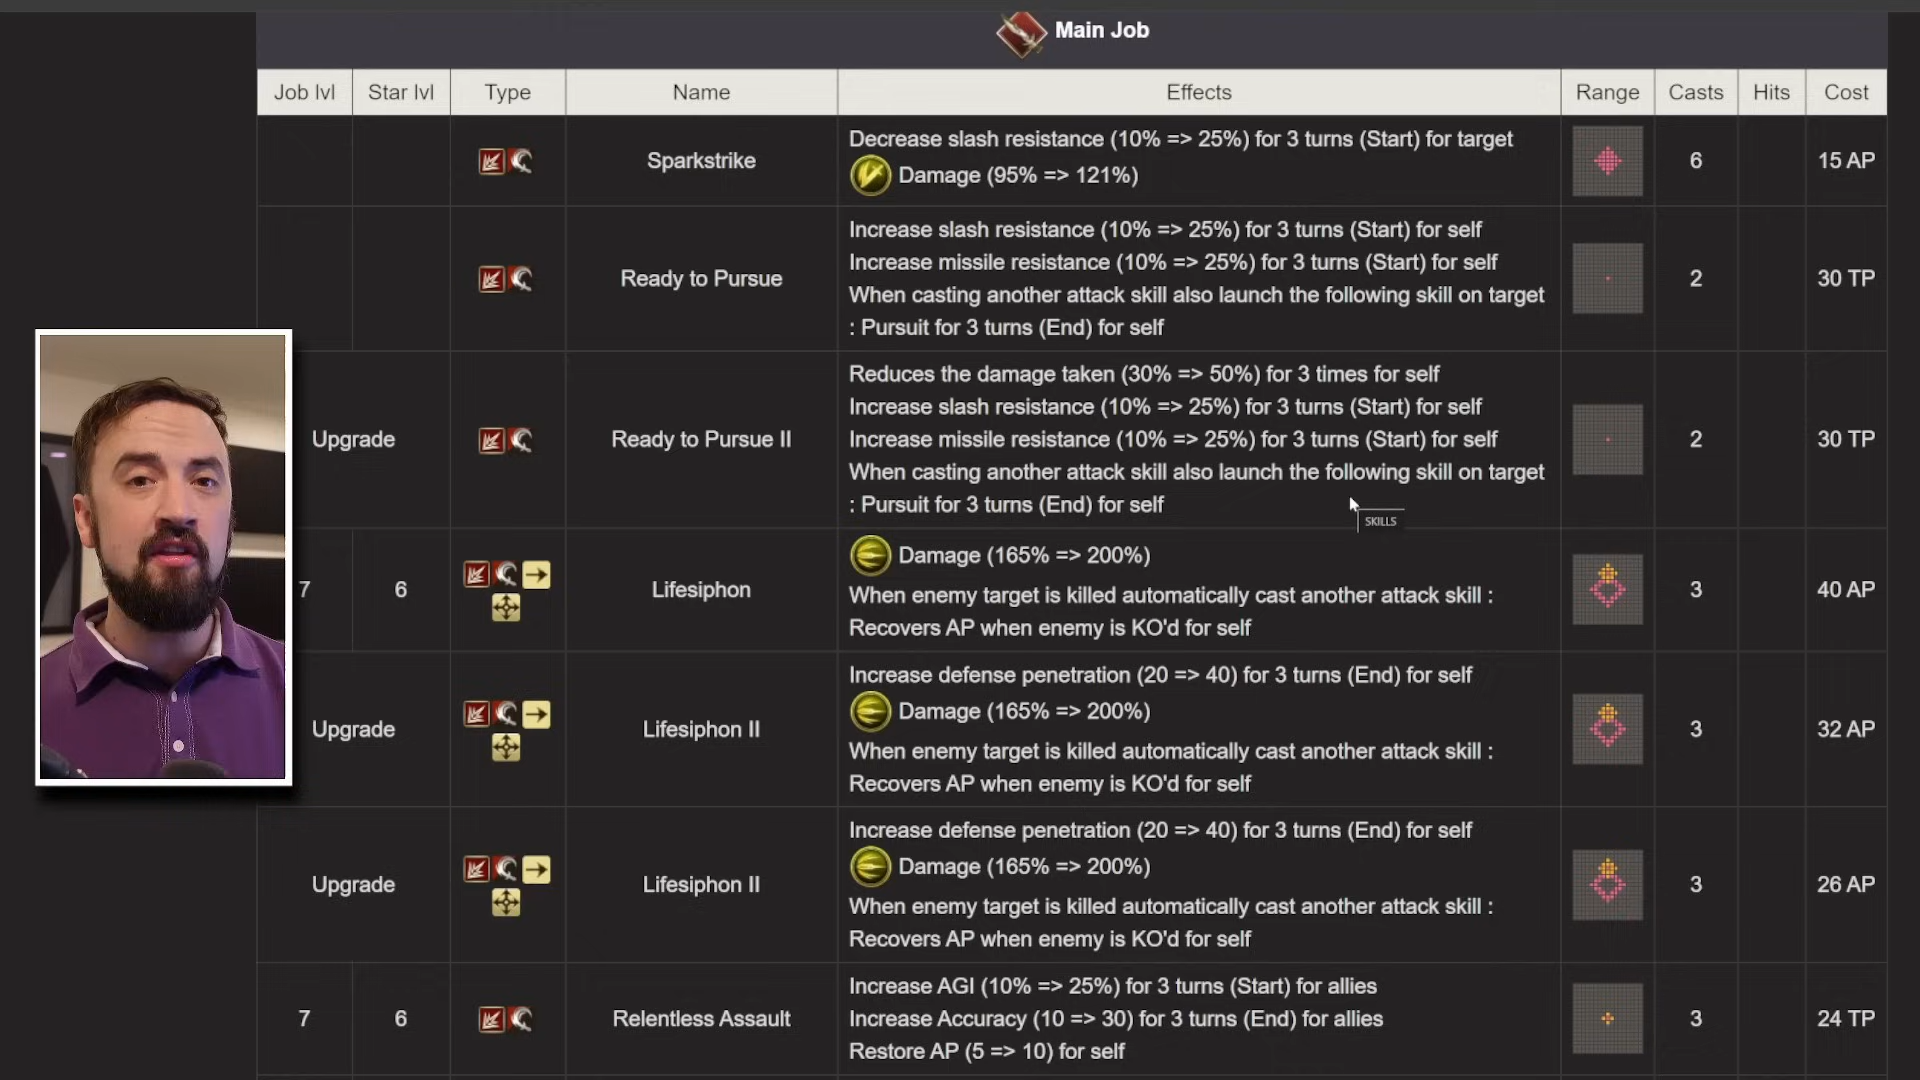 Main Job
Job lvl Star lvl Type Name Effects Range Casts Hits Cost
Sparkstrike
Decrease slash resistance (10% => 25%) for 3 turns (Start) for target
Damage (95% => 121%)
6 15 AP
Ready to Pursue
Increase slash resistance (10% => 25%) for 3 turns (Start) for self
Increase missile resistance (10% => 25%) for 3 turns (Start) for self
When casting another attack skill also launch the following skill on target
: Pursuit for 3 turns (End) for self
2 30 TP
Upgrade Ready to Pursue II
Reduces the damage taken (30% => 50%) for 3 times for self
Increase slash resistance (10% => 25%) for 3 turns (Start) for self
Increase missile resistance (10% => 25%) for 3 turns (Start) for self
When casting another attack skill also launch the following skill on target
: Pursuit for 3 turns (End) for self
2 30 TP
SKILLS
7 6 Lifesiphon
Damage (165% => 200%)
When enemy target is killed automatically cast another attack skill :
Recovers AP when enemy is KO'd for self
3 40 AP
Upgrade Lifesiphon II
Increase defense penetration (20 => 40) for 3 turns (End) for self
Damage (165% => 200%)
When enemy target is killed automatically cast another attack skill :
Recovers AP when enemy is KO'd for self
3 32 AP
Upgrade Lifesiphon II
Increase defense penetration (20 => 40) for 3 turns (End) for self
Damage (165% => 200%)
When enemy target is killed automatically cast another attack skill :
Recovers AP when enemy is KO'd for self
3 26 AP
7 6 Relentless Assault
Increase AGI (10% => 25%) for 3 turns (Start) for allies
Increase Accuracy (10 => 30) for 3 turns (End) for allies
Restore AP (5 => 10) for self
3 24 TP